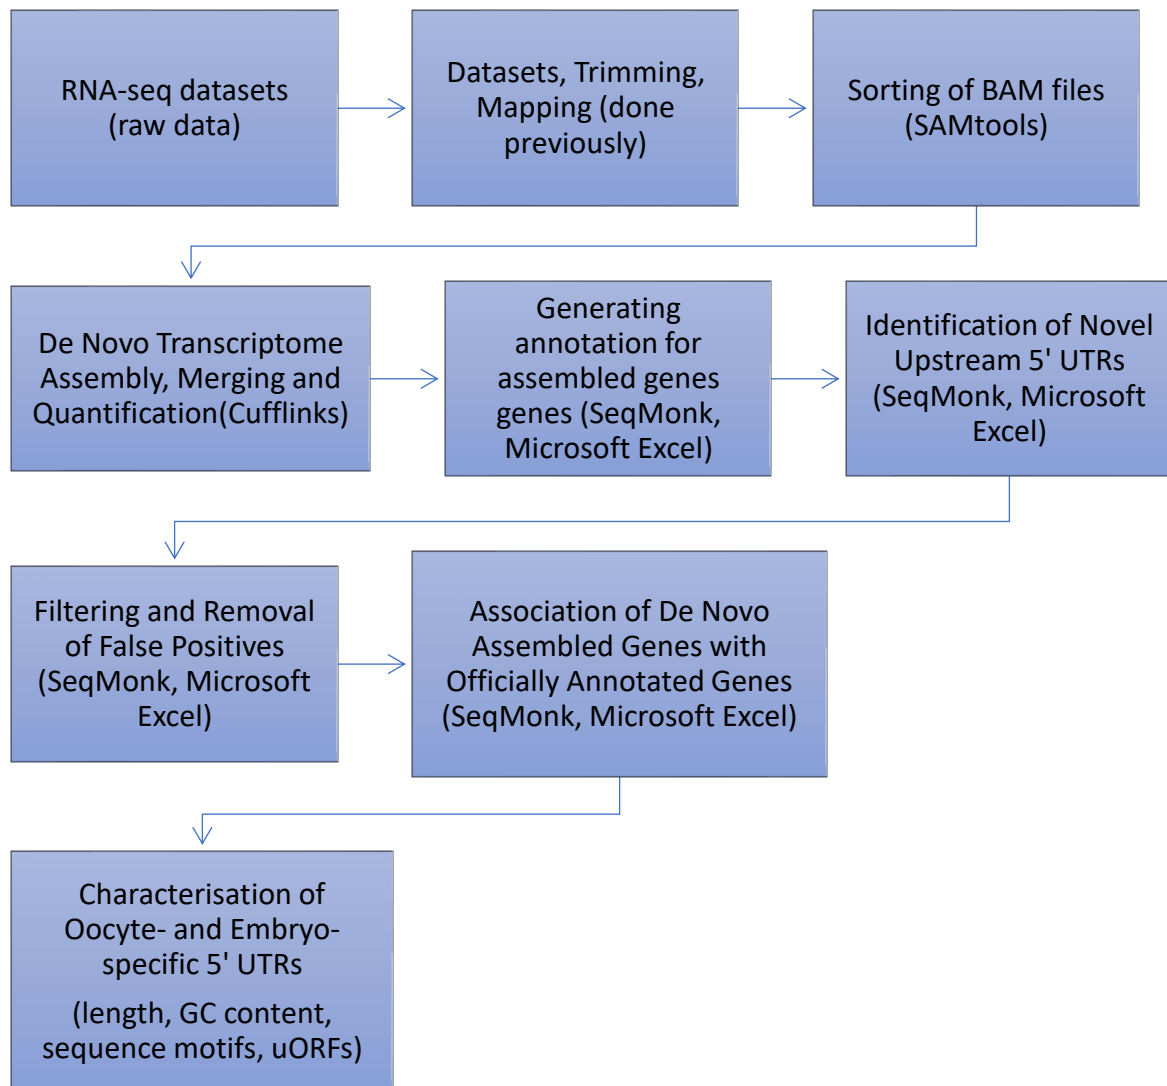 RNA-seq datasets
(raw data)
Datasets, Trimming,
Mapping (done
previously)
Sorting of BAM files
(SAMtools)
De Novo Transcriptome
Assembly, Merging and
Quantification(Cufflinks)
Generating
annotation for
assembled genes
genes (SeqMonk,
Microsoft Excel)
Identification of Novel
Upstream 5' UTRs
(SeqMonk, Microsoft
Excel)
Filtering and Removal
of False Positives
(SeqMonk, Microsoft
Excel)
Association of De Novo
Assembled Genes with
Officially Annotated Genes
(SeqMonk, Microsoft Excel)
Characterisation of
Oocyte- and Embryo-
specific 5' UTRs
(length, GC content,
sequence motifs, uORFs)